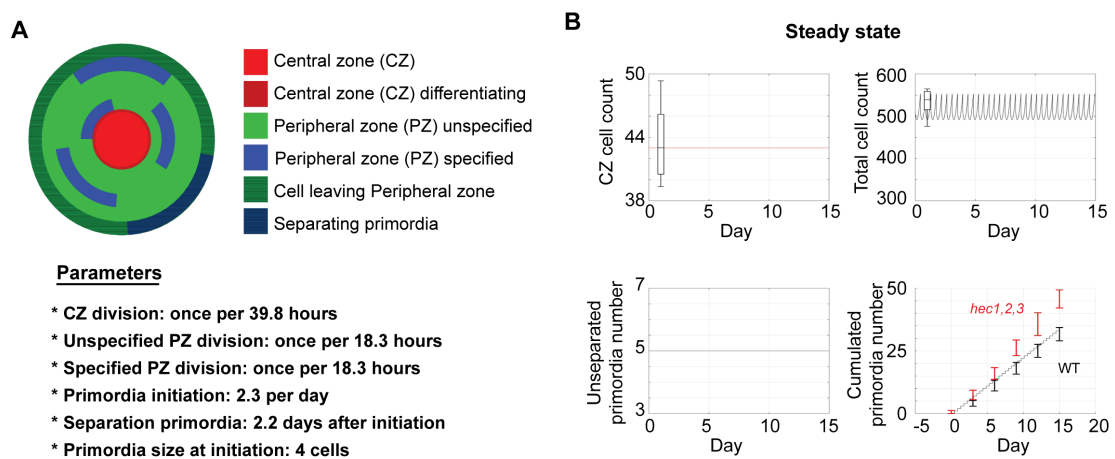 A
Central zone (CZ)
Central zone (CZ) differentiating
Peripheral zone (PZ) unspecified
Peripheral zone (PZ) specified
Cell leaving Peripheral zone
Separating primordia
Parameters
* CZ division: once per 39.8 hours
* Unspecified PZ division: once per 18.3 hours
* Specified PZ division: once per 18.3 hours
* Primordia initiation: 2.3 per day
* Separation primordia: 2.2 days after initiation
* Primordia size at initiation: 4 cells
B
Steady state
CZ cell count
50
44
38
0
5
10
15
Day
Total cell count
600
500
400
300
0
5
10
15
Day
Unseparated
primordia number
7
6
5
4
3
0
5
10
15
Day
Cumulated
primordia number
50
25
0
-5
0
5
10
15
20
Day
hec1,2,3
WT